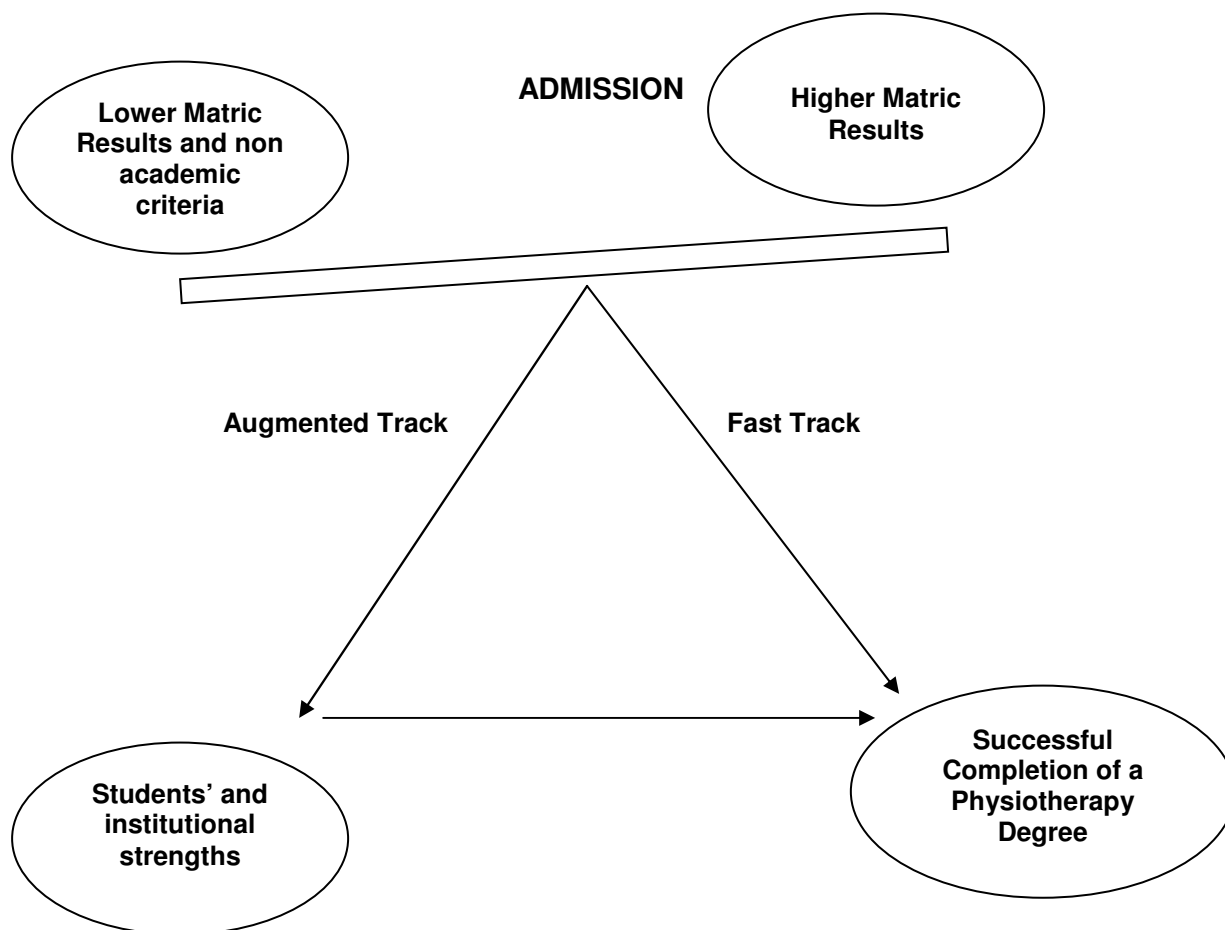 ADMISSION
Lower Matric
Results and non
academic
criteria
Higher Matric
Results
Augmented Track
Fast Track
Students’ and
institutional
strengths
Successful
Completion of a
Physiotherapy
Degree